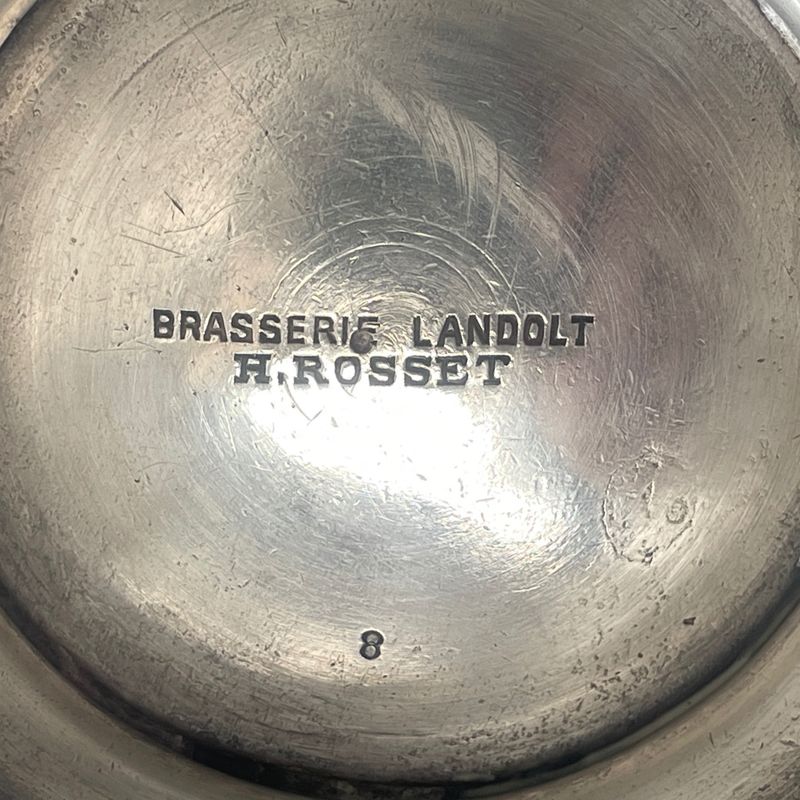 BRASSERIE LANDOLT
H. ROSSET
8